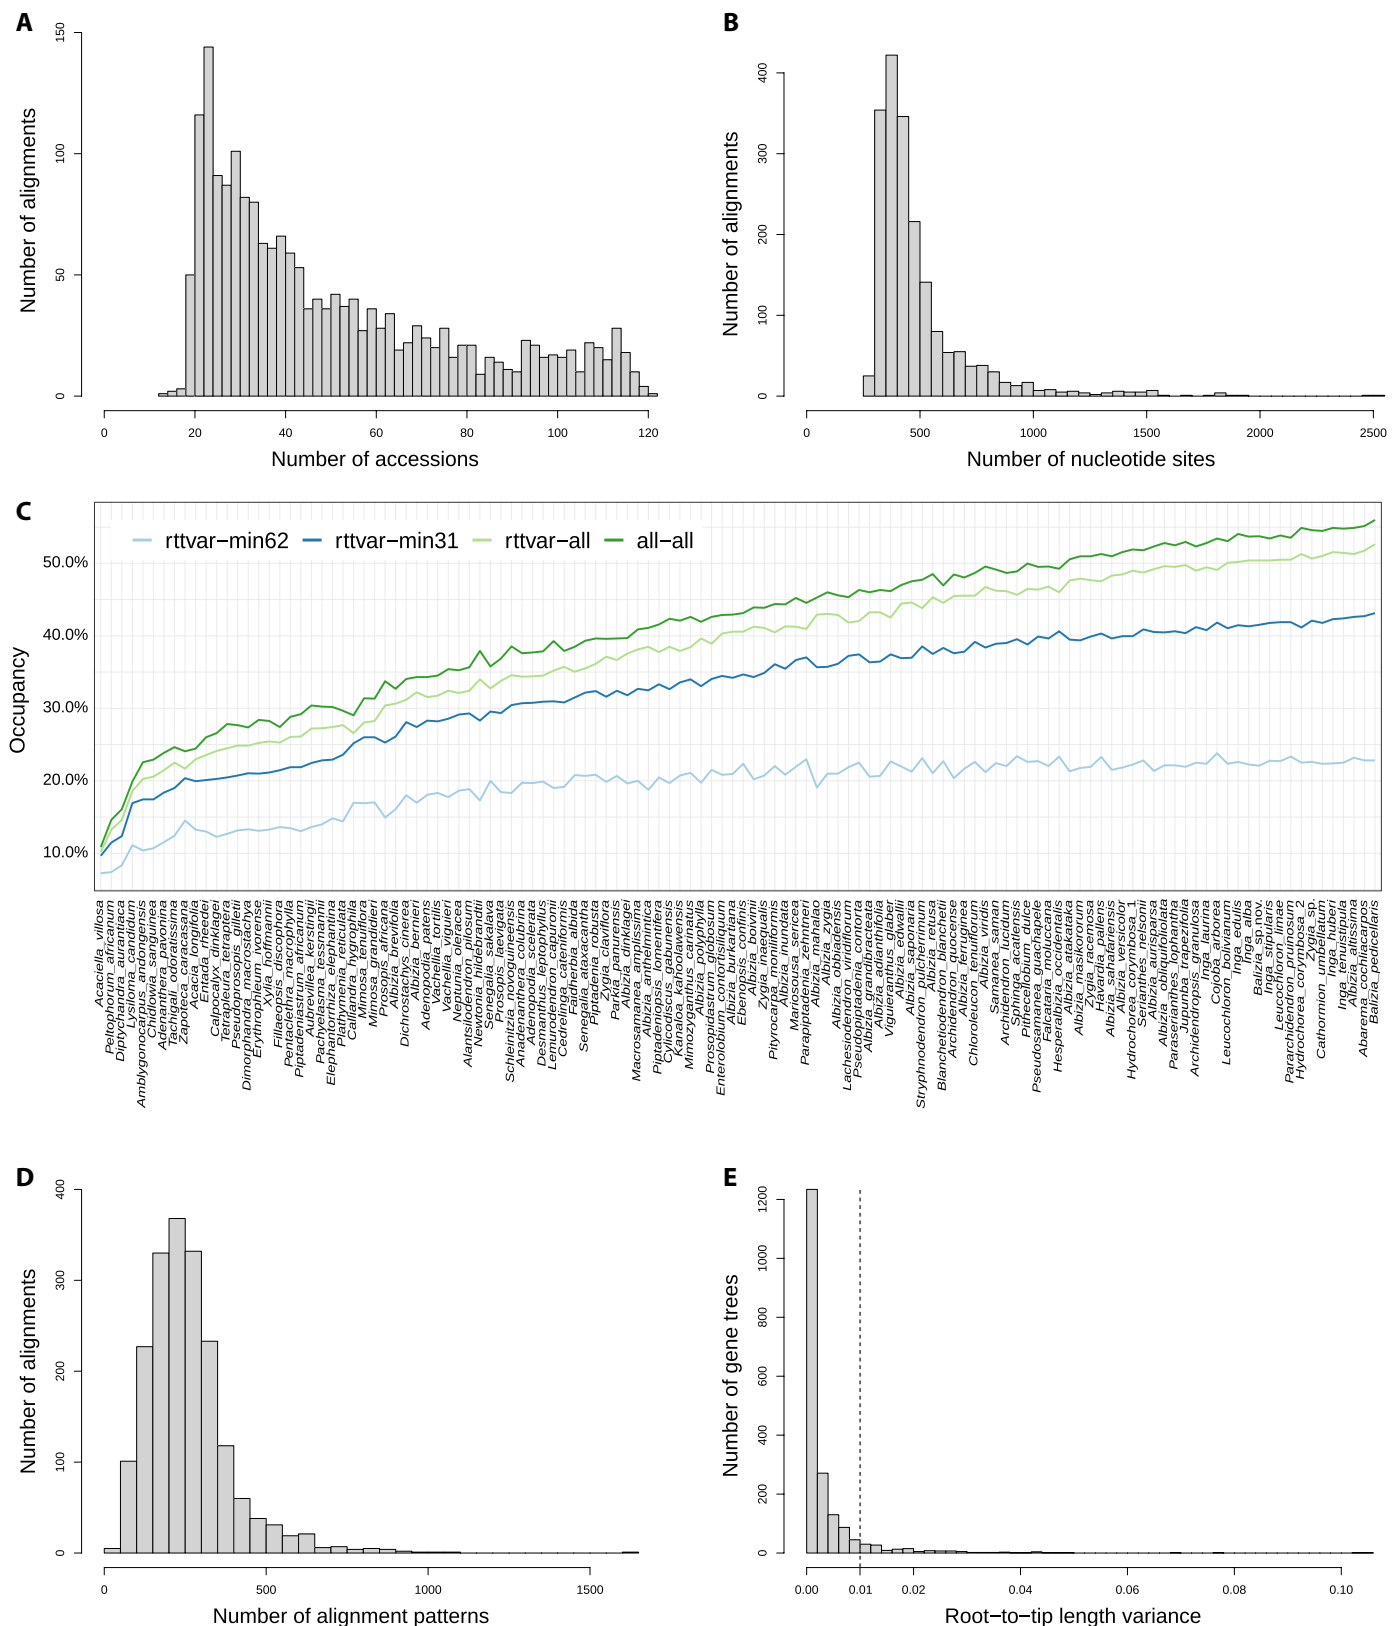 A
150
100
50
0
Number of alignments
0 20 40 60 80 100 120
Number of accessions
B
400
300
200
100
0
Number of alignments
0 500 1000 1500 2000 2500
Number of nucleotide sites
C
rttvar−min62 rttvar−min31 rttvar−all all−all
50.0%
40.0%
30.0%
20.0%
10.0%
Occupancy
Acaciella_villosa
Peltophorum_africanum
Diptychandra_aurantiaca
Lysiloma_candidum
Amblygonocarpus_andongensis
Chidlowia_sanguinea
Adenanthera_pavonina
Tachigali_odoratissima
Zapoteca_caracasana
Acacia_longifolia
Entada_rheedei
Calpocalyx_dinklagei
Tetrapleura_tetraptera
Pseudoprosopis_gilletii
Dimorphandra_macrostachya
Erythrophleum_ivorense
Xylia_hoffmannii
Fillaeopsis_discophora
Pentaclethra_macrophylla
Piptadeniastrum_africanum
Aubrevillea_kerstingii
Pachyelasma_tessmannii
Elephantorrhiza_elephantina
Plathymenia_reticulata
Calliandra_hygrophila
Mimosa_tenuiflora
Mimosa_grandidieri
Prosopis_africana
Albizia_brevifolia
Dichrostachys_cinerea
Albizia_bernieri
Adenopodia_patens
Vachellia_tortilis
Vachellia_viguieri
Neptunia_oleracea
Alantsilodendron_pilosum
Newtonia_hildebrandtii
Senegalia_sakalava
Prosopis_laevigata
Schleinitzia_novoguineensis
Anadenanthera_colubrina
Adenopodia_scelerata
Desmanthus_leptophyllus
Lemurodendron_capuronii
Cedrelinga_cateniformis
Faidherbia_albida
Senegalia_ataxacantha
Piptadenia_robusta
Zygia_claviflora
Parkia_panurensis
Albizia_dinklagei
Macrosamanea_amplissima
Albizia_anthelmintica
Piptadeniopsis_lomentifera
Cylicodiscus_gabunensis
Kanaloa_kahoolawensis
Mimozyganthus_carinatus
Albizia_polyphylla
Prosopidastrum_globosum
Enterolobium_contortisiliquum
Albizia_burkartiana
Ebenopsis_confinis
Albizia_boivinii
Zygia_inaequalis
Pityrocarpa_moniliformis
Albizia_inundata
Mariosousa_sericea
Parapiptadenia_zehntneri
Albizia_mahalao
Albizia_zygia
Albizia_obbiadensis
Lachesiodendron_viridiflorum
Pseudopiptadenia_contorta
Albizia_grandibracteata
Albizia_adianthifolia
Viguieranthus_glaber
Albizia_edwallii
Albizia_saponaria
Stryphnodendron_pulcherrimum
Albizia_retusa
Blanchetiodendron_blanchetii
Archidendron_quocense
Albizia_ferruginea
Chloroleucon_tenuiflorum
Albizia_viridis
Samanea_saman
Archidendron_lucidum
Sphinga_acatlensis
Pithecellobium_dulce
Pseudosamanea_guachapele
Falcataria_moluccana
Hesperalbizia_occidentalis
Albizia_atakataka
Albizia_masikororum
Zygia_racemosa
Havardia_pallens
Albizia_sahafariensis
Albizia_versicolor
Hydrochorea_corymbosa_1
Serianthes_nelsonii
Albizia_aurisparsa
Albizia_obliquifoliolata
Paraserianthes_lophantha
Jupunba_trapezifolia
Archidendropsis_granulosa
Inga_laurina
Cojoba_arborea
Leucochloron_bolivianum
Inga_edulis
Inga_alba
Balizia_sp.nov.
Inga_stipularis
Leucochloron_limae
Pararchidendron_pruinosum
Hydrochorea_corymbosa_2
Zygia_sp.
Cathormion_umbellatum
Inga_huberi
Inga_tenuistipula
Albizia_altissima
Abarema_cochliacarpos
Balizia_pedicellaris
D
400
300
200
100
0
Number of alignments
0 500 1000 1500
Number of alignment patterns
E
1200
1000
800
600
400
200
0
Number of gene trees
0.00 0.01 0.02 0.04 0.06 0.08 0.10
Root−to−tip length variance